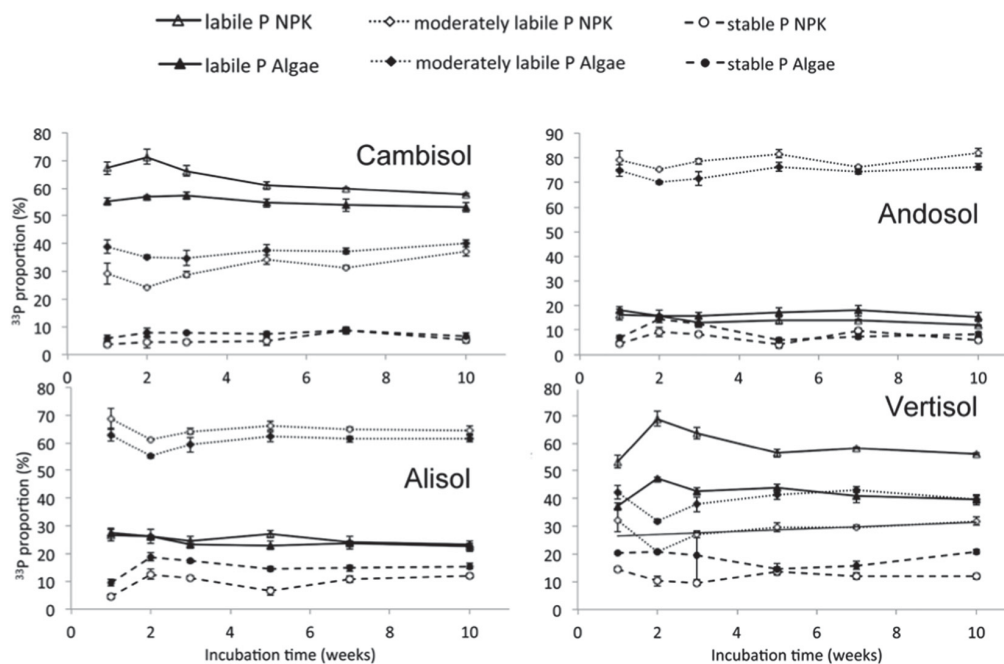 labile P NPK moderately labile P NPK stable P NPK
labile P Algae moderately labile P Algae stable P Algae
80
70
60
50
40
30
20
10
0
33P proportion (%)
Cambisol
0 2 4 6 8 10
90
80
70
60
50
40
30
20
10
0
Andosol
0 2 4 6 8 10
80
70
60
50
40
30
20
10
0
33P proportion (%)
Alisol
0 2 4 6 8 10
Incubation time (weeks)
80
70
60
50
40
30
20
10
0
Vertisol
0 2 4 6 8 10
Incubation time (weeks)